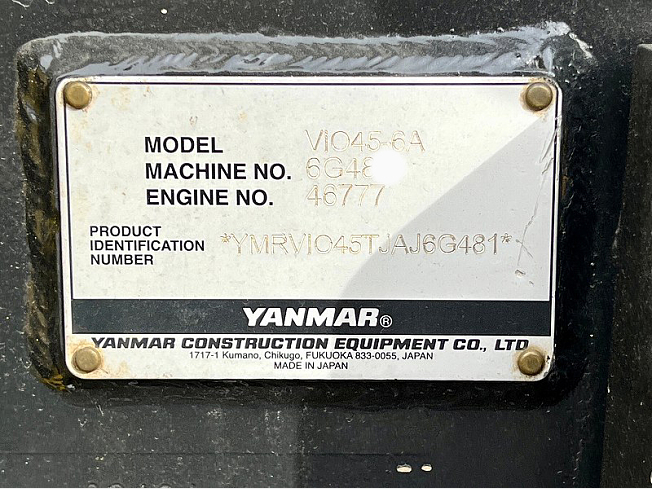 MODEL VIO45-6A
MACHINE NO. 6G48
ENGINE NO. 46777
PRODUCT
IDENTIFICATION *YMRVIO45TJAJ6G481*
NUMBER
YANMAR®
YANMAR CONSTRUCTION EQUIPMENT CO., LTD
1717-1 Kumano, Chikugo, FUKUOKA 833-0055, JAPAN
MADE IN JAPAN